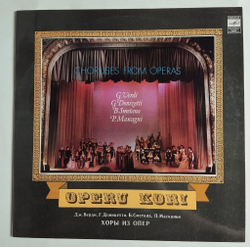 CHORUSES FROM OPERAS
G. Verdi
G. Donizetti
B. Smetana
P. Mascagni
OPERU KORI
Дж. Верди, Г. Доницетти, Б. Сметана, П. Масканьи
ХОРЫ ИЗ ОПЕР